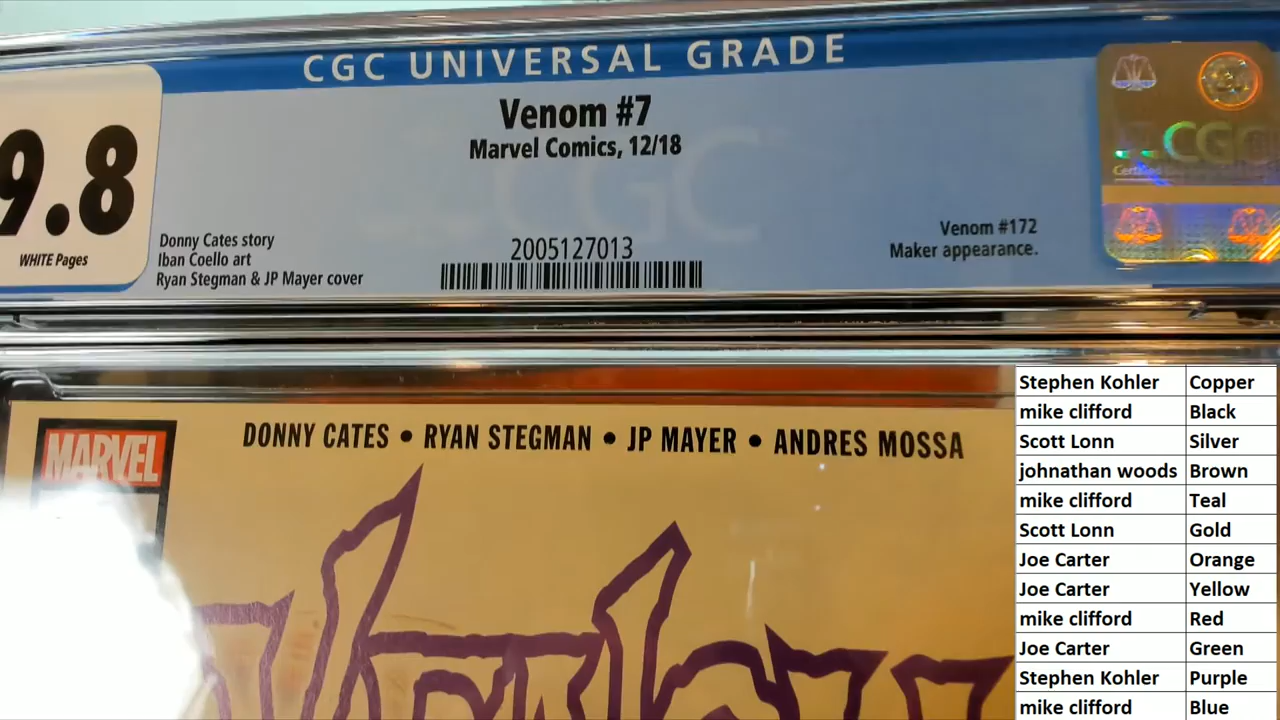 CGC UNIVERSAL GRADE
9.8
WHITE Pages
Venom #7
Marvel Comics, 12/18
Donny Cates story
Iban Coello art
Ryan Stegman & JP Mayer cover
2005127013
Venom #172
Maker appearance.
CGC
MARVEL
DONNY CATES • RYAN STEGMAN • JP MAYER • ANDRES MOSSA
Stephen Kohler Copper
mike clifford Black
Scott Lonn Silver
johnathan woods Brown
mike clifford Teal
Scott Lonn Gold
Joe Carter Orange
Joe Carter Yellow
mike clifford Red
Joe Carter Green
Stephen Kohler Purple
mike clifford Blue